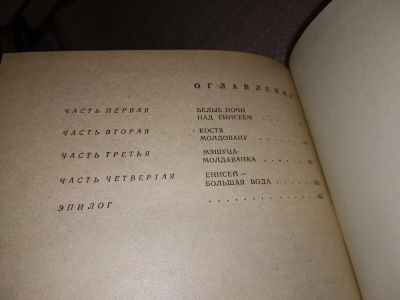 ОГЛАВЛЕНИЕ
ЧАСТЬ ПЕРВАЯ БЕЛЫЕ НОЧИ
НАД ЕНИСЕЕМ . . . .
ЧАСТЬ ВТОРАЯ КОСТЯ
МОЛДОВАНУ . . . .
ЧАСТЬ ТРЕТЬЯ МЭШУЦА-
МОЛДАВАНКА . . . .
ЧАСТЬ ЧЕТВЕРТАЯ ЕНИСЕЙ —
БОЛЬШАЯ ВОДА . . . . .
ЭПИЛОГ . . . . . . . . .